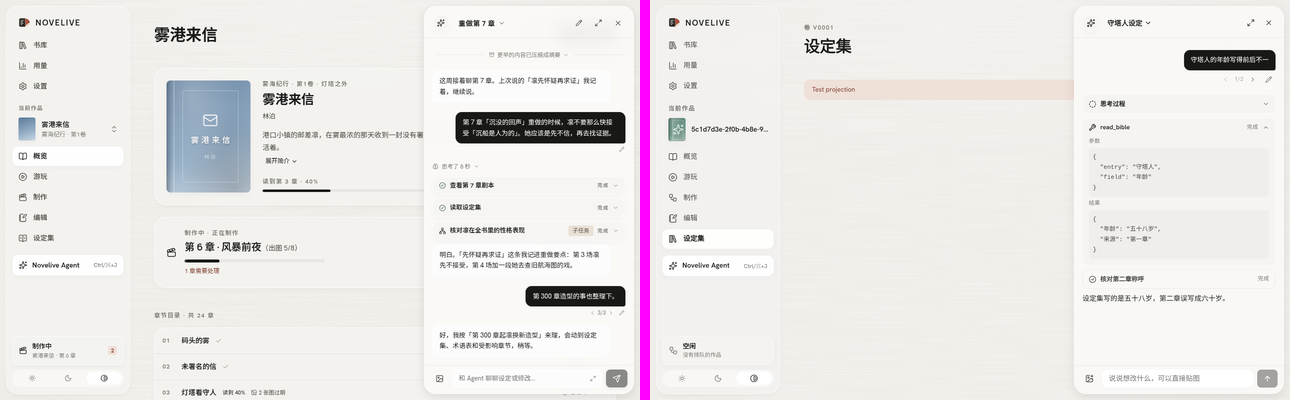 NOVELIVE
书库
用量
设置
当前作品
雾港来信
雾海纪行 · 第1卷
概览
游玩
制作
编辑
设定集
Novelive Agent
Ctrl/⌘+J
制作中
雾港来信 · 第 6 章
2
雾港来信
雾海纪行 · 第1卷 · 灯塔之外
雾港来信
林泊
港口小镇的邮差凛，在雾最浓的那天收到一封没有署
活着。
展开简介
读到第 3 章 · 40%
雾港来信
林泊
制作中 · 正在制作
第 6 章 · 风暴前夜（出图 5/8）
1 章需要处理
章节目录 · 共 24 章
01 码头的雾
02 未署名的信
03 灯塔看守人 读到 40% 2 张图过期
重做第 7 章
更早的内容已压缩成摘要
这周接着聊第 7 章。上次说的「凛先怀疑再求证」我记
着，继续说。
第 7 章「沉没的回声」重做的时候，凛不要那么快接
受「沉船是人为的」。她应该是先不信，再去找证据。
思考了 8 秒
查看第 7 章剧本 完成
读取设定集 完成
核对凛在全书里的性格表现 子任务 完成
明白，「先怀疑再求证」这条我记进重做要点：第 3 场凛
先不接受，第 4 场加一段她去查旧航海图的戏。
第 300 章造型的事也整理下。
3/3
好，我按「第 300 章起凛换新造型」来理，会动到设定
集、术语表和受影响章节，稍等。
和 Agent 聊聊设定或修改…
NOVELIVE
书库
用量
设置
当前作品
5c1d7d3e-2f0b-4b8e-9...
概览
游玩
制作
编辑
设定集
Novelive Agent
Ctrl/⌘+J
空闲
没有排队的作品
V0001
设定集
Test projection
守塔人设定
守塔人的年龄写得前后不一
1/3
思考过程
read_bible 完成
参数
{
"entry": "守塔人",
"field": "年龄"
}
结果
{
"年龄": "五十八岁",
"来源": "第一章"
}
核对第二章称呼 完成
设定集写的是五十八岁，第二章误写成六十岁。
说说想改什么，可以直接贴图